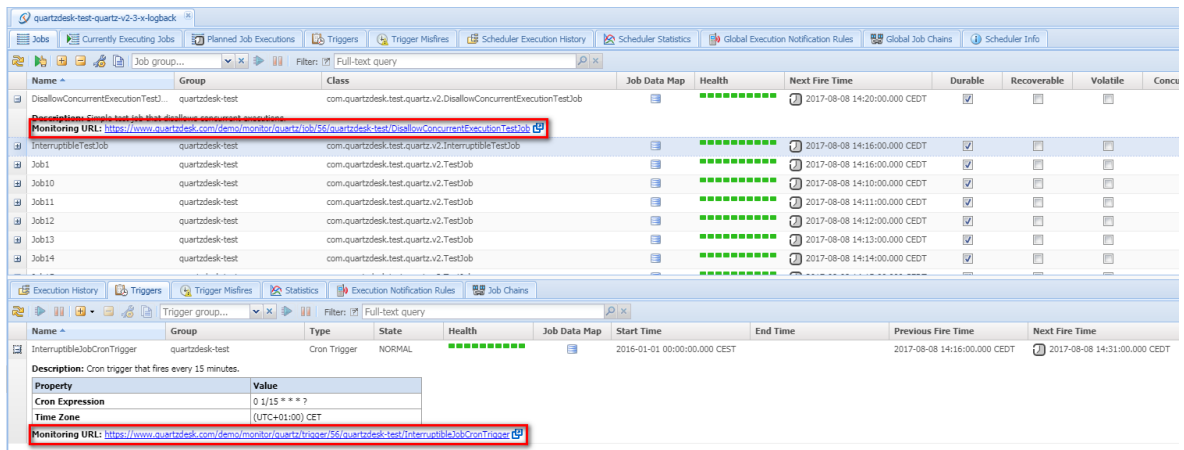 quartzdesk-test-quartz-v2-3-x-logback
Jobs Currently Executing Jobs Planned Job Executions Triggers Trigger Misfires Scheduler Execution History Scheduler Statistics Global Execution Notification Rules Global Job Chains Scheduler Info
Job group... Filter: Full-text query
Name Group Class Job Data Map Health Next Fire Time Durable Recoverable Volatile Concu
DisallowConcurrentExecutionTestJ... quartzdesk-test com.quartzdesk.test.quartz.v2.DisallowConcurrentExecutionTestJob 2017-08-08 14:20:00.000 CEDT
Description: Simple test job that disallows concurrent executions.
Monitoring URL: https://www.quartzdesk.com/demo/monitor/quartz/job/56/quartzdesk-test/DisallowConcurrentExecutionTestJob
InterruptibleTestJob quartzdesk-test com.quartzdesk.test.quartz.v2.InterruptibleTestJob 2017-08-08 14:16:00.000 CEDT
Job1 quartzdesk-test com.quartzdesk.test.quartz.v2.TestJob 2017-08-08 14:16:00.000 CEDT
Job10 quartzdesk-test com.quartzdesk.test.quartz.v2.TestJob 2017-08-08 14:10:00.000 CEDT
Job11 quartzdesk-test com.quartzdesk.test.quartz.v2.TestJob 2017-08-08 14:11:00.000 CEDT
Job12 quartzdesk-test com.quartzdesk.test.quartz.v2.TestJob 2017-08-08 14:12:00.000 CEDT
Job13 quartzdesk-test com.quartzdesk.test.quartz.v2.TestJob 2017-08-08 14:13:00.000 CEDT
Job14 quartzdesk-test com.quartzdesk.test.quartz.v2.TestJob 2017-08-08 14:14:00.000 CEDT
Execution History Triggers Trigger Misfires Statistics Execution Notification Rules Job Chains
Trigger group... Filter: Full-text query
Name Group Type State Health Job Data Map Start Time End Time Previous Fire Time Next Fire Time
InterruptibleJobCronTrigger quartzdesk-test Cron Trigger NORMAL 2016-01-01 00:00:00.000 CEST 2017-08-08 14:16:00.000 CEDT 2017-08-08 14:31:00.000 CEDT
Description: Cron trigger that fires every 15 minutes.
Property Value
Cron Expression 0 1/15 * * * ?
Time Zone (UTC+01:00) CET
Monitoring URL: https://www.quartzdesk.com/demo/monitor/quartz/trigger/56/quartzdesk-test/InterruptibleJobCronTrigger